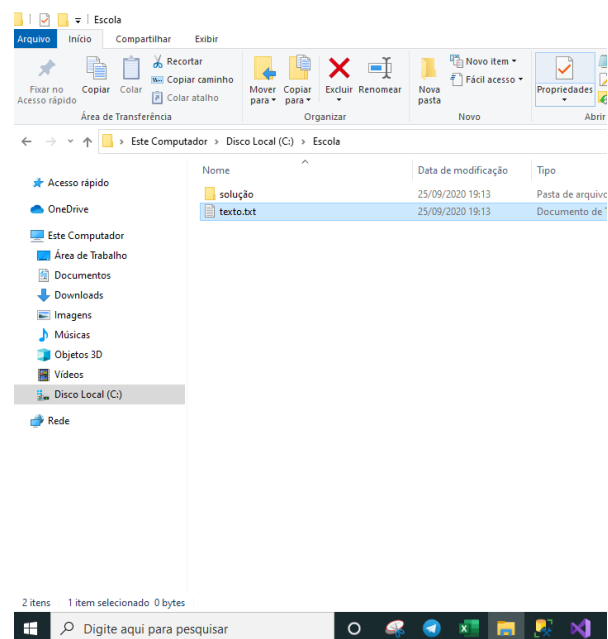 Escola
Arquivo Início Compartilhar Exibir
Fixar no Acesso rápido
Copiar
Colar
Recortar
Copiar caminho
Colar atalho
Área de Transferência
Mover para
Copiar para
Excluir
Renomear
Organizar
Nova pasta
Novo item
Fácil acesso
Novo
Propriedades
Abrir
Este Computador > Disco Local (C:) > Escola
Nome Data de modificação Tipo
solução 25/09/2020 19:13 Pasta de arquivo
texto.txt 25/09/2020 19:13 Documento de
Acesso rápido
OneDrive
Este Computador
Área de Trabalho
Documentos
Downloads
Imagens
Músicas
Objetos 3D
Vídeos
Disco Local (C:)
Rede
2 itens 1 item selecionado 0 bytes
Digite aqui para pesquisar